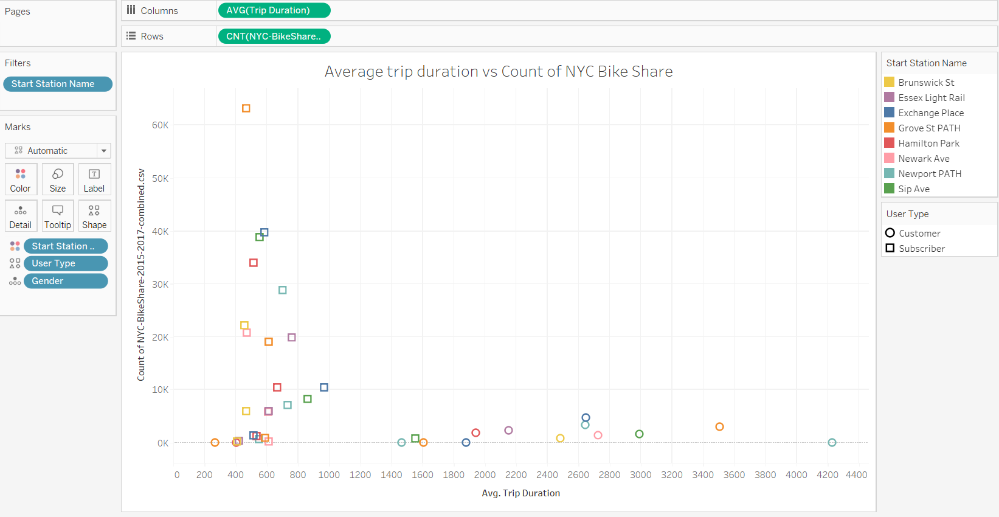 Pages
Columns
AVG(Trip Duration)
Rows
CNT(NYC-BikeShare..
Filters
Start Station Name
Marks
Automatic
Color
Size
Label
Detail
Tooltip
Shape
Start Station ..
User Type
Gender
Average trip duration vs Count of NYC Bike Share
Count of NYC-BikeShare-2015-2017-combined.csv
60K
50K
40K
30K
20K
10K
0K
0 200 400 600 800 1000 1200 1400 1600 1800 2000 2200 2400 2600 2800 3000 3200 3400 3600 3800 4000 4200 4400
Avg. Trip Duration
Start Station Name
Brunswick St
Essex Light Rail
Exchange Place
Grove St PATH
Hamilton Park
Newark Ave
Newport PATH
Sip Ave
User Type
Customer
Subscriber